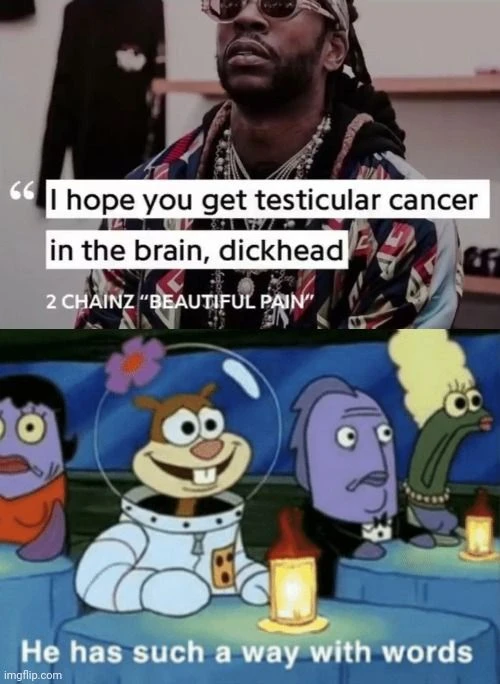 “ I hope you get testicular cancer
in the brain, dickhead
2 CHAINZ “BEAUTIFUL PAIN”
He has such a way with words
imgflip.com